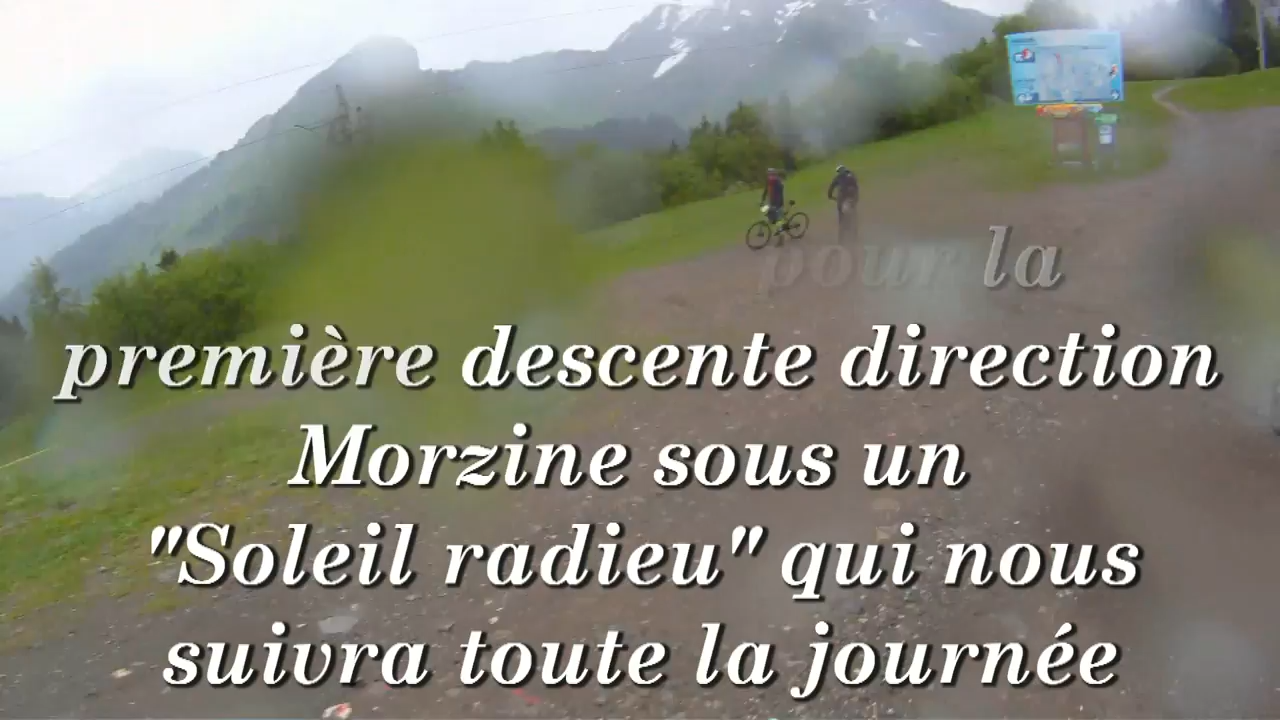 pour la
première descente direction
Morzine sous un
"Soleil radieu" qui nous
suivra toute la journée